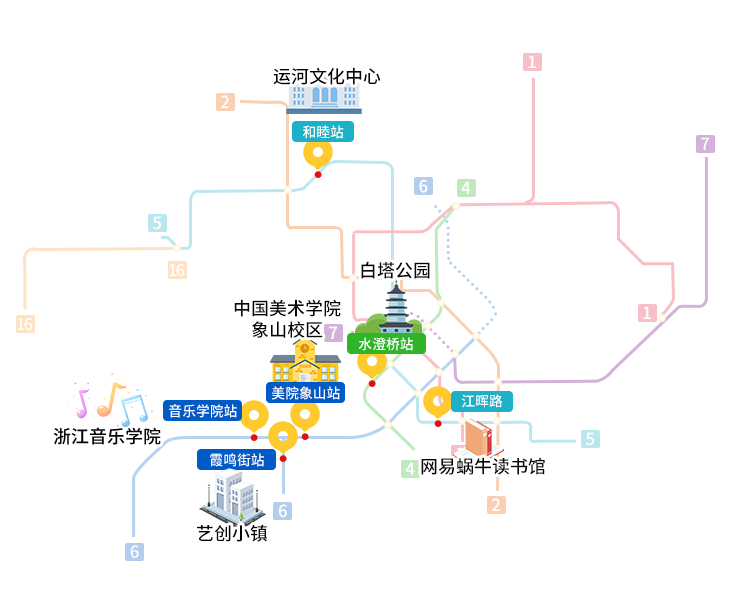 1
运河文化中心
2
和睦站
7
6
4
5
16
白塔公园
中国美术学院
象山校区
7
1
16
水澄桥站
美院象山站
江晖路
音乐学院站
浙江音乐学院
5
霞鸣街站
4
网易蜗牛读书馆
2
6
艺创小镇
6